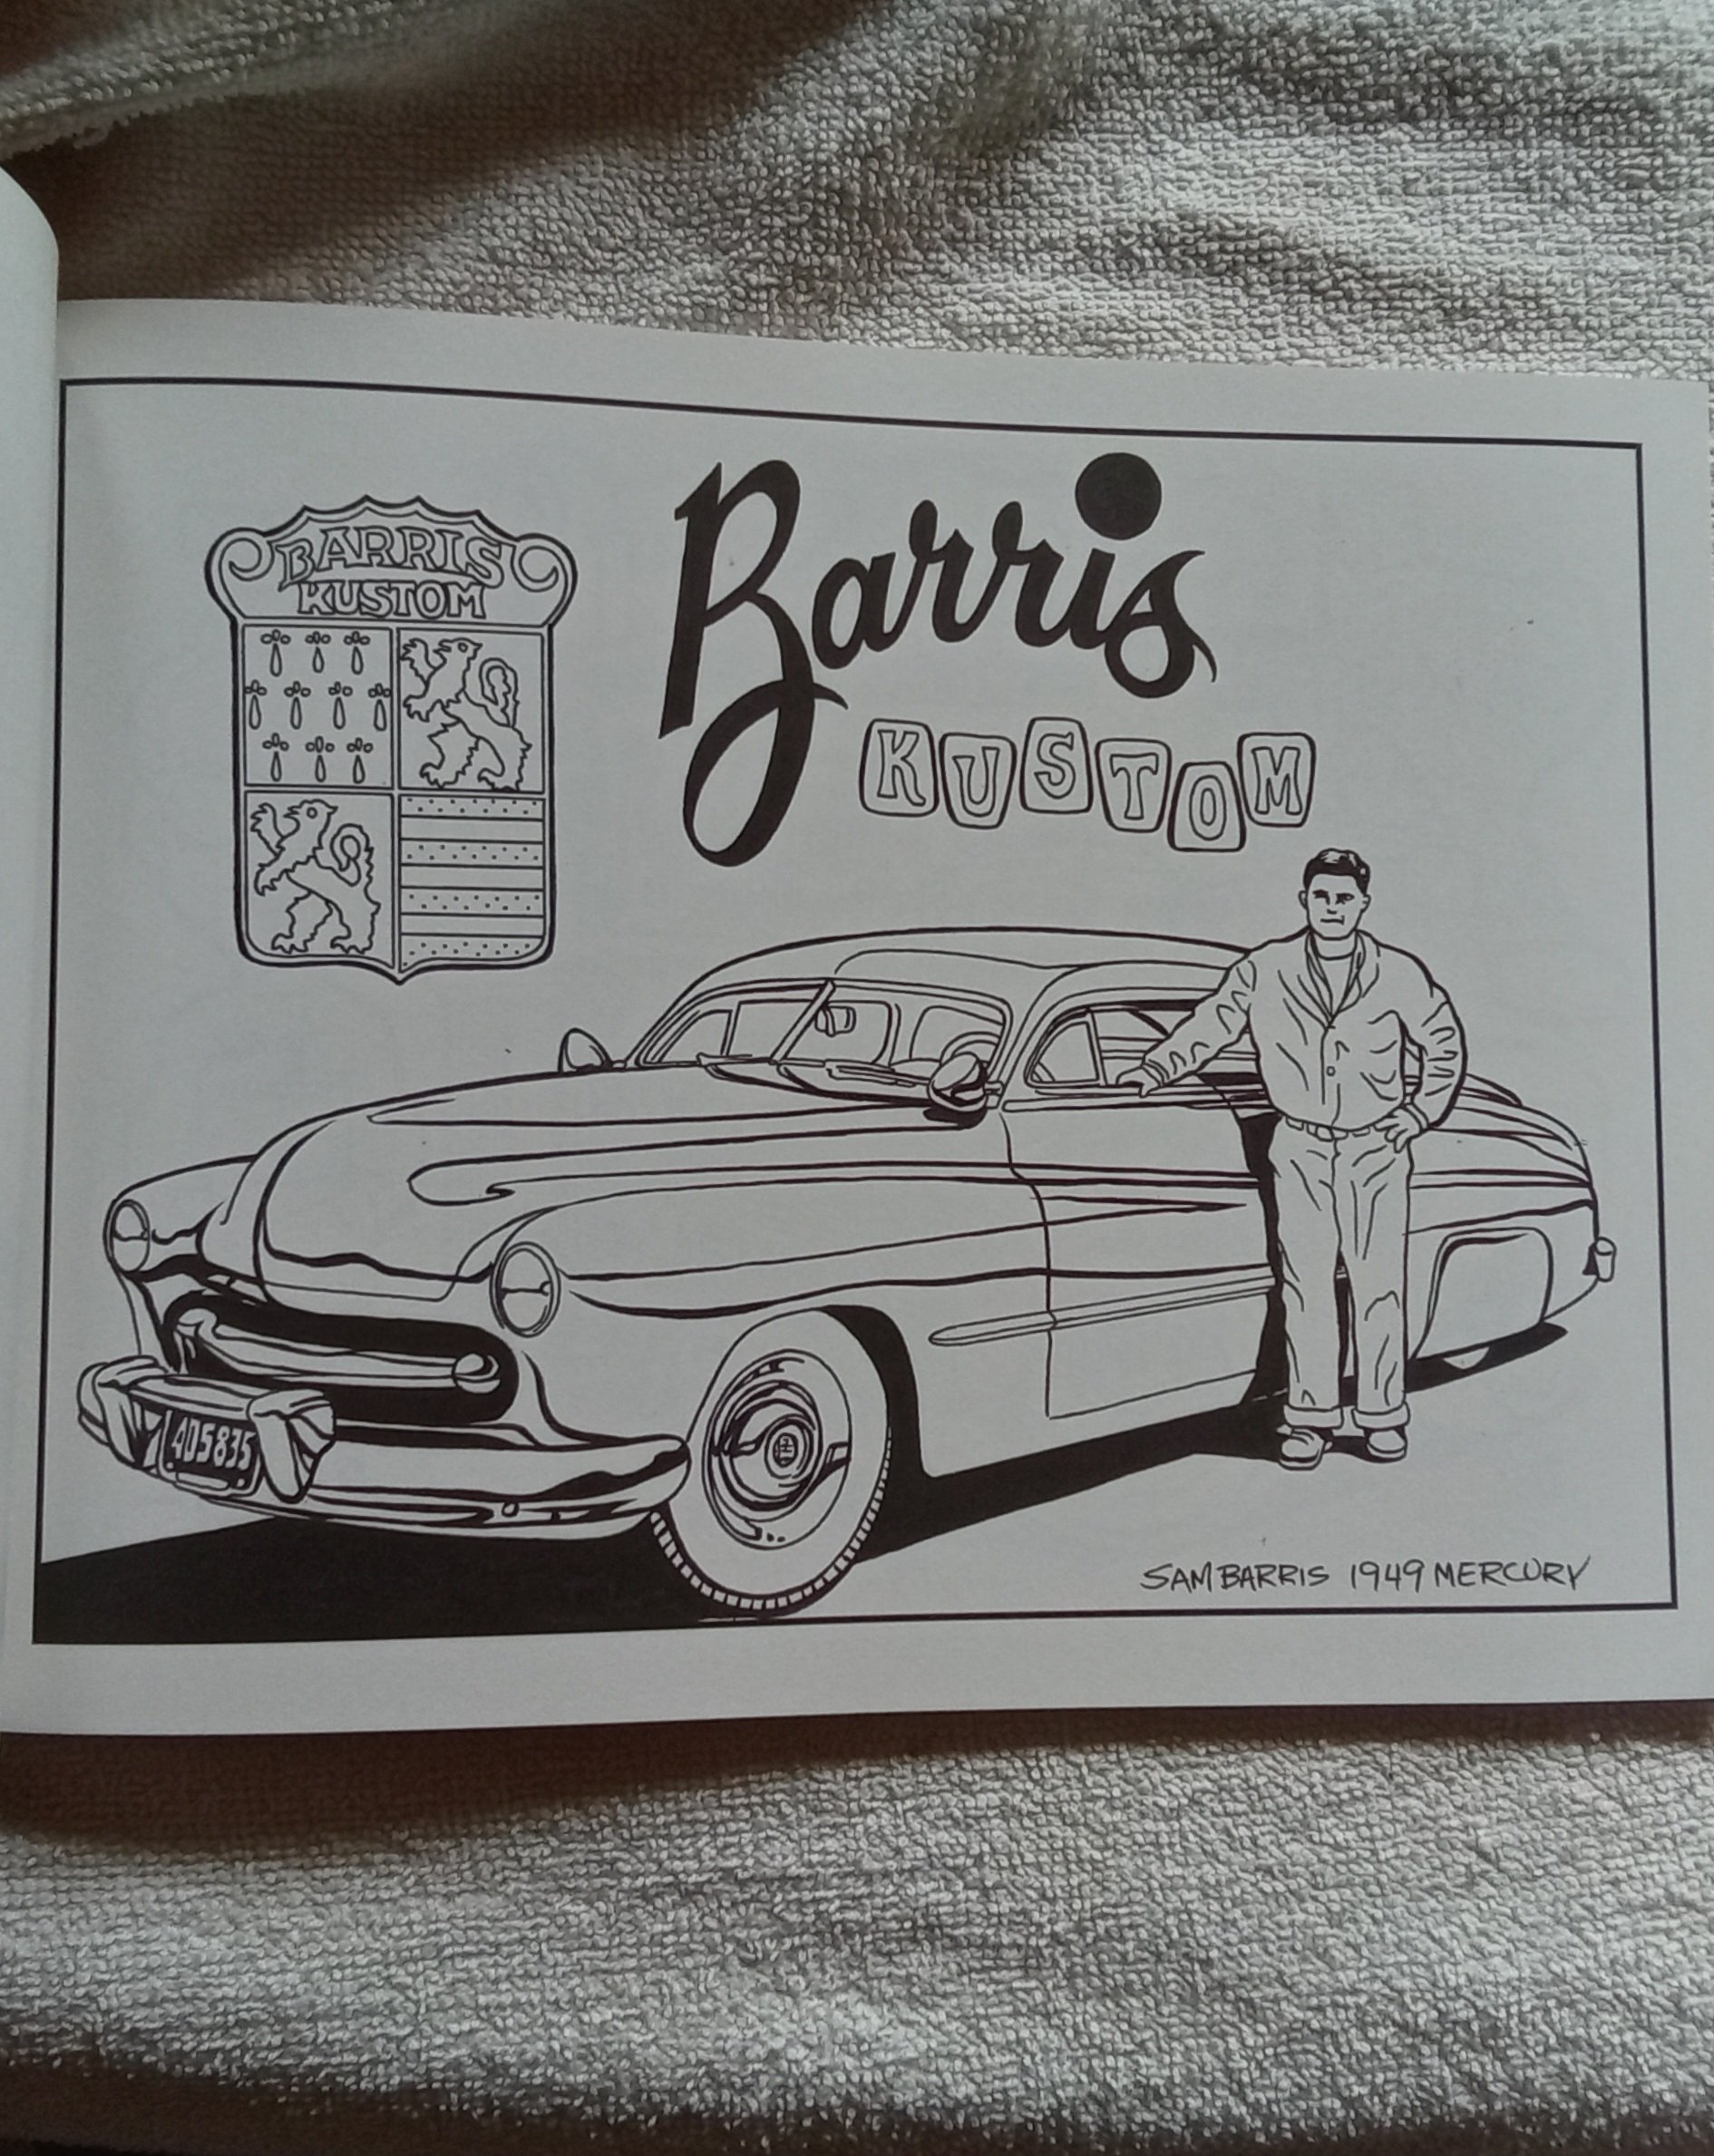 BARRIS
KUSTOM
Barris
KUSTOM
405835
SAM BARRIS 1949 MERCURY